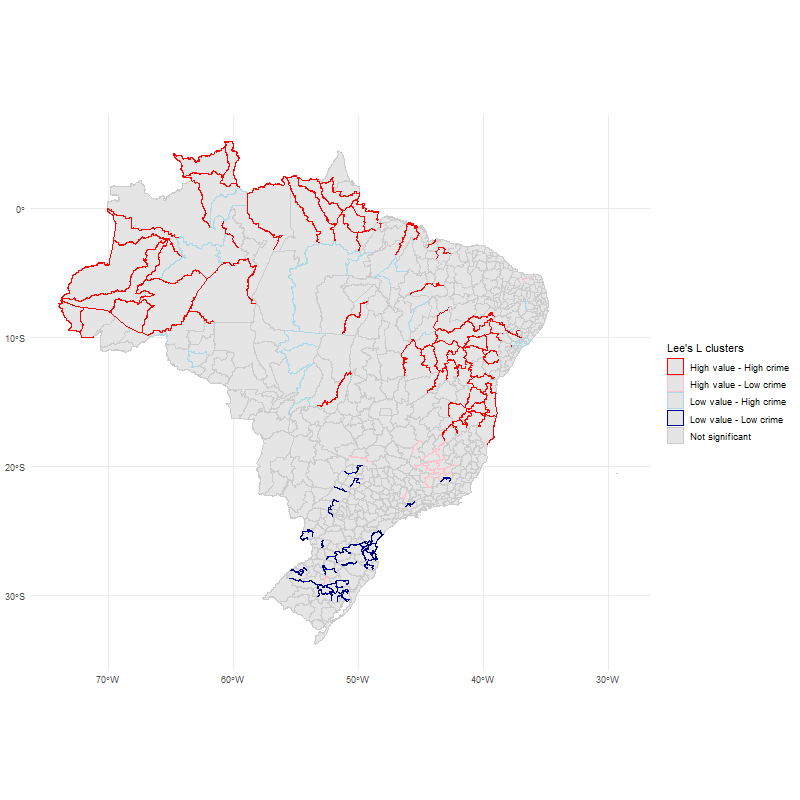 0°
10°S
20°S
30°S
70°W
60°W
50°W
40°W
30°W
Lee's L clusters
High value - High crime
High value - Low crime
Low value - High crime
Low value - Low crime
Not significant